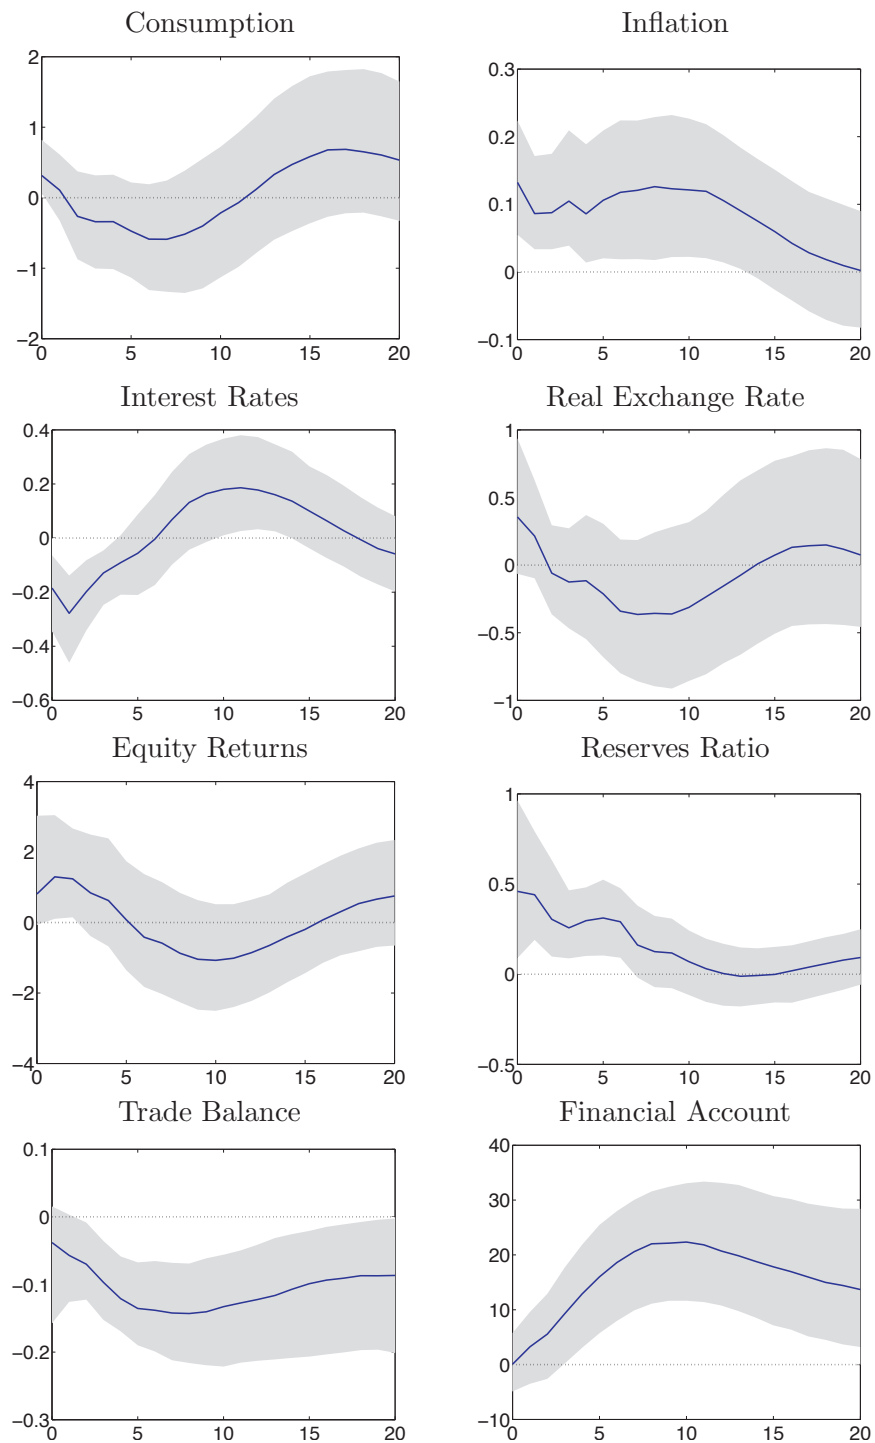 Consumption
Inflation
2
1
0
−1
−2
0 5 10 15 20
0.3
0.2
0.1
0
−0.1
0 5 10 15 20
Interest Rates
Real Exchange Rate
0.4
0.2
0
−0.2
−0.4
−0.6
0 5 10 15 20
1
0.5
0
−0.5
−1
0 5 10 15 20
Equity Returns
Reserves Ratio
4
2
0
−2
−4
0 5 10 15 20
1
0.5
0
−0.5
0 5 10 15 20
Trade Balance
Financial Account
0.1
0
−0.1
−0.2
−0.3
0 5 10 15 20
40
30
20
10
0
−10
0 5 10 15 20